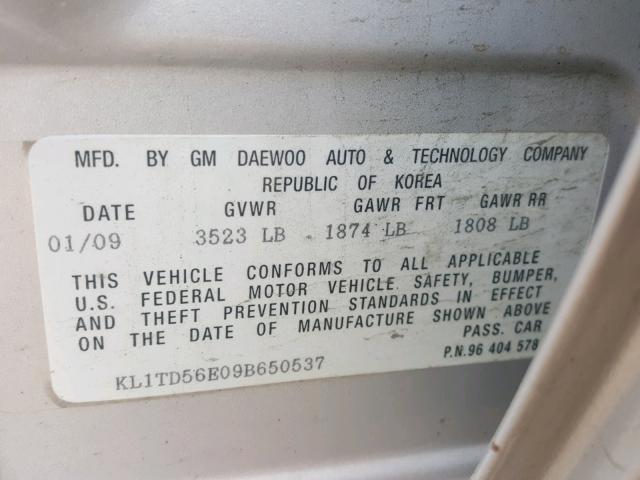 MFD. BY GM DAEWOO AUTO & TECHNOLOGY COMPANY
REPUBLIC OF KOREA
DATE GVWR GAWR FRT GAWR RR
01/09 3523 LB 1874 LB 1808 LB
THIS VEHICLE CONFORMS TO ALL APPLICABLE
U.S. FEDERAL MOTOR VEHICLE SAFETY, BUMPER,
AND THEFT PREVENTION STANDARDS IN EFFECT
ON THE DATE OF MANUFACTURE SHOWN ABOVE
PASS. CAR
P.N.96 404 578
KL1TD56E09B650537